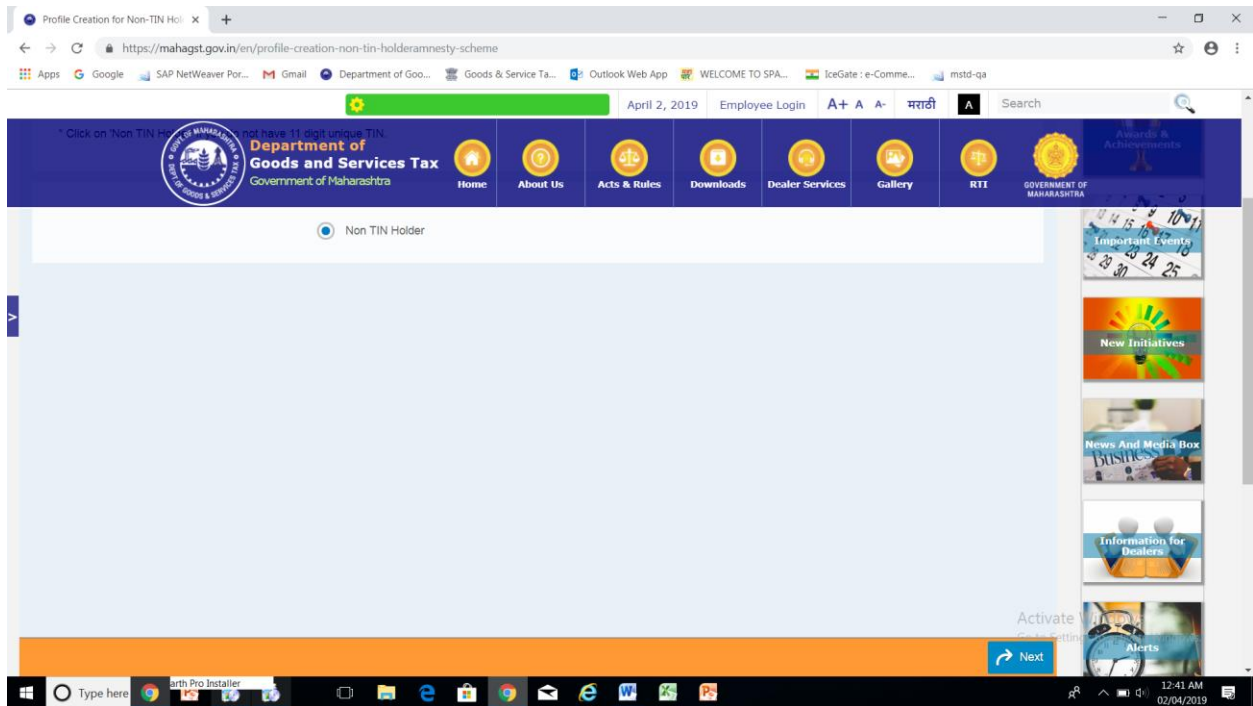 Profile Creation for Non-TIN Hol
https://mahagst.gov.in/en/profile-creation-non-tin-holderamnesty-scheme
Apps Google SAP NetWeaver Por... Gmail Department of Goo... Goods & Service Ta... Outlook Web App WELCOME TO SPA... IceGate : e-Comme... mstd-qa
April 2, 2019 Employee Login A+ A A- मराठी A Search
* Click on 'Non TIN not have 11 digit unique TIN.
Department of
Goods and Services Tax
Government of Maharashtra
Home About Us Acts & Rules Downloads Dealer Services Gallery RTI
GOVERNMENT OF
MAHARASHTRA
Awards &
Achievements
Non TIN Holder
Important Events
New Initiatives
News And Media Box
Business
Information for
Dealers
Activate Windows
Alerts
Next
Type here
arth Pro Installer
12:41 AM
02/04/2019